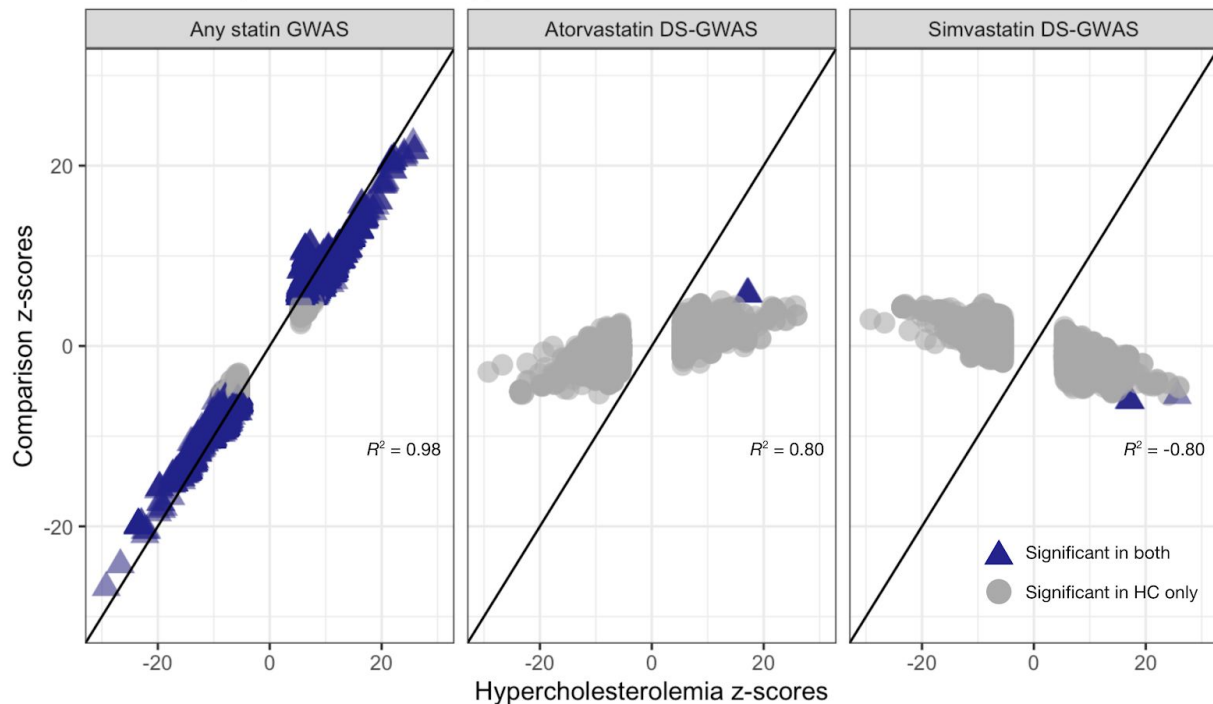 Any statin GWAS
Atorvastatin DS-GWAS
Simvastatin DS-GWAS
Comparison z-scores
20
0
-20
R² = 0.98
R² = 0.80
R² = -0.80
Significant in both
Significant in HC only
-20 0 20
-20 0 20
-20 0 20
Hypercholesterolemia z-scores